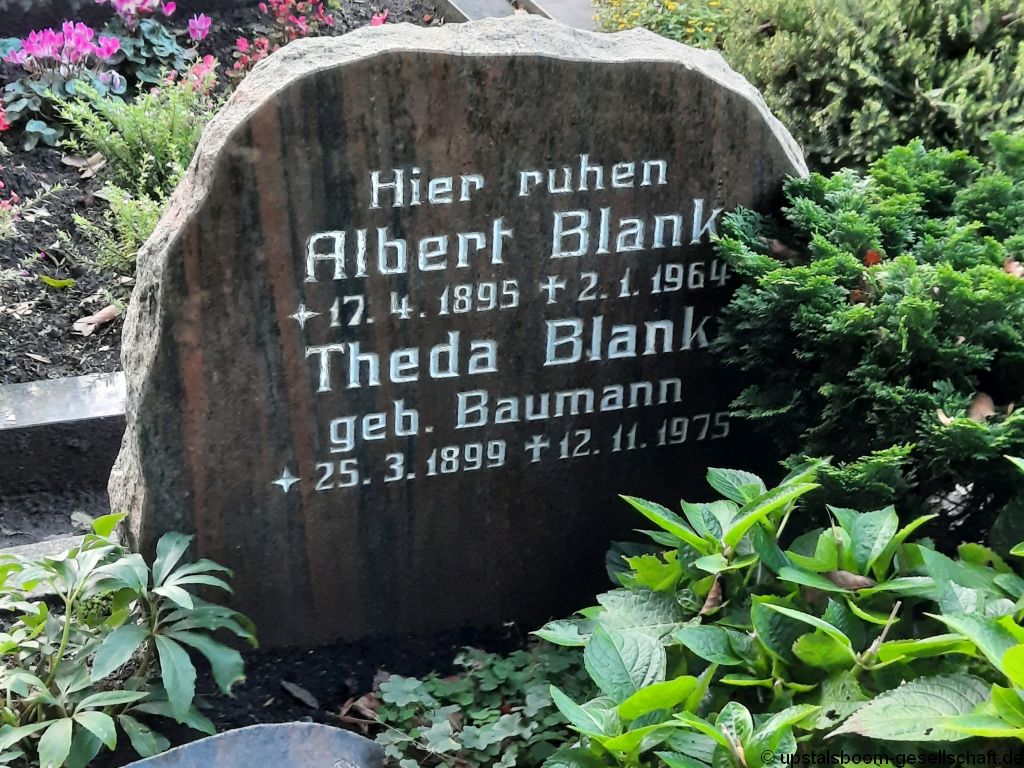 Hier ruhen
Albert Blank
17. 4. 1895 ✝ 2. 1. 1964
Theda Blank
geb. Baumann
25. 3. 1899 ✝ 12. 11. 1975
© upstalsboom-gesellschaft.de